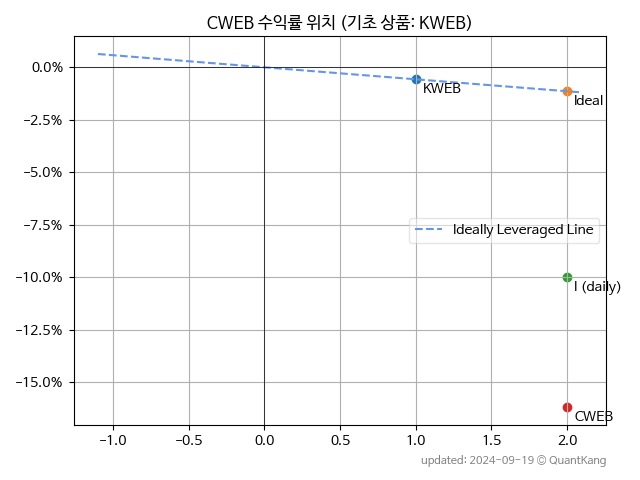 CWEB 수익률 위치 (기초 상품: KWEB)
0.0%
−2.5%
−5.0%
−7.5%
−10.0%
−12.5%
−15.0%
KWEB
Ideal
Ideally Leveraged Line
I (daily)
CWEB
−1.0 −0.5 0.0 0.5 1.0 1.5 2.0
updated: 2024-09-19 © QuantKang